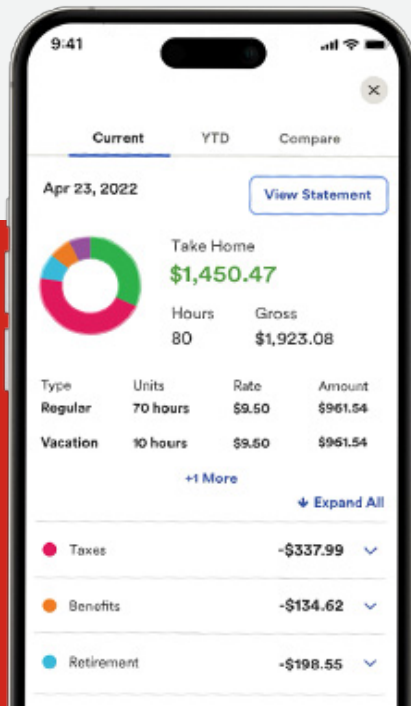 9:41
Current YTD Compare
Apr 23, 2022 View Statement
Take Home
$1,450.47
Hours Gross
80 $1,923.08
Type Units Rate Amount
Regular 70 hours $9.50 $961.54
Vacation 10 hours $9.50 $961.54
+1 More
Expand All
Taxes -$337.99
Benefits -$134.62
Retirement -$198.55